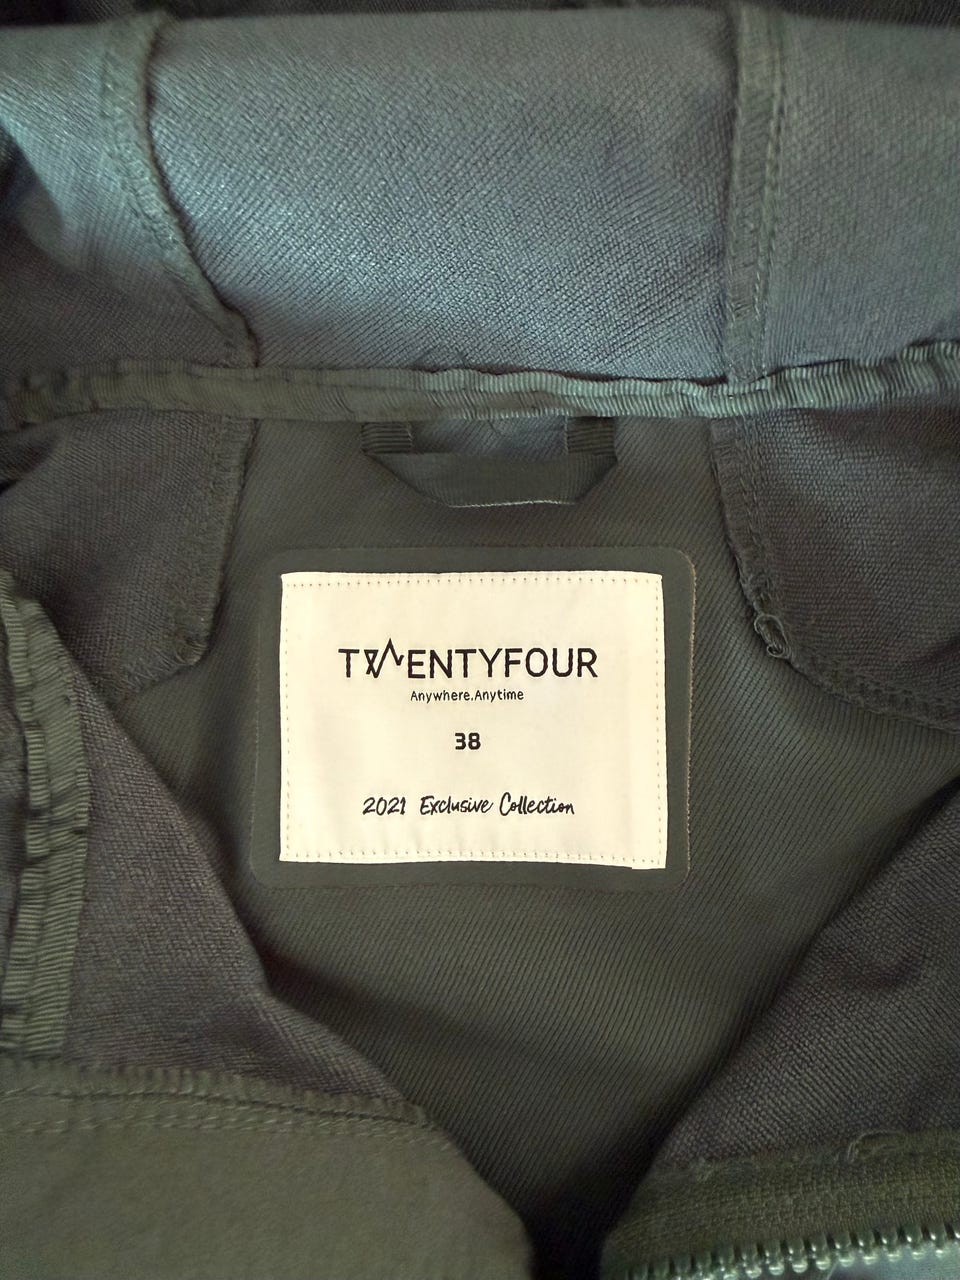 TWENTYFOUR
Anywhere.Anytime
38
2021 Exclusive Collection